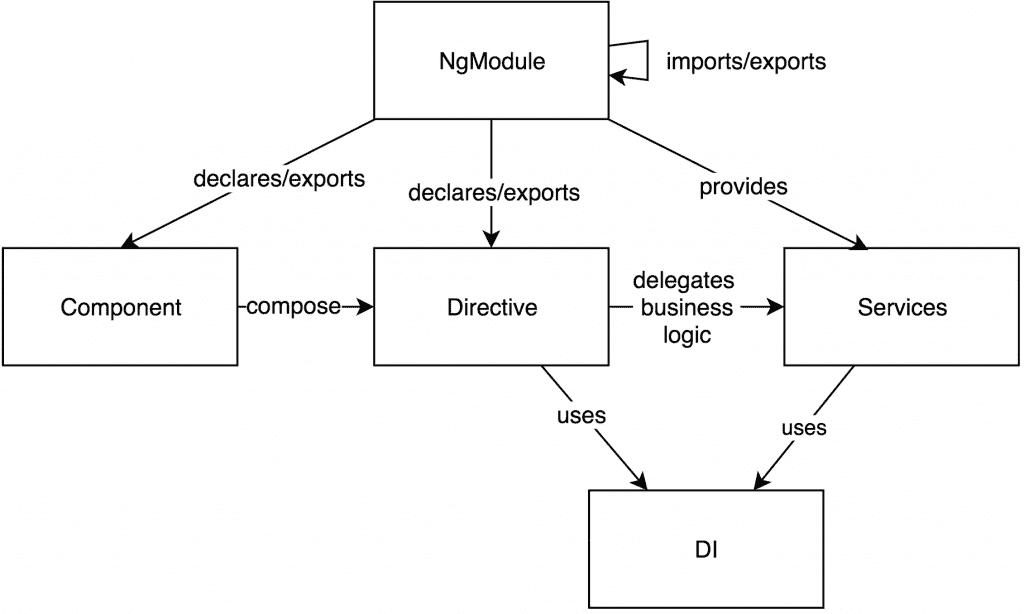 NgModule
imports/exports
declares/exports
declares/exports
provides
Component
compose
Directive
delegates
business
logic
Services
uses
uses
DI